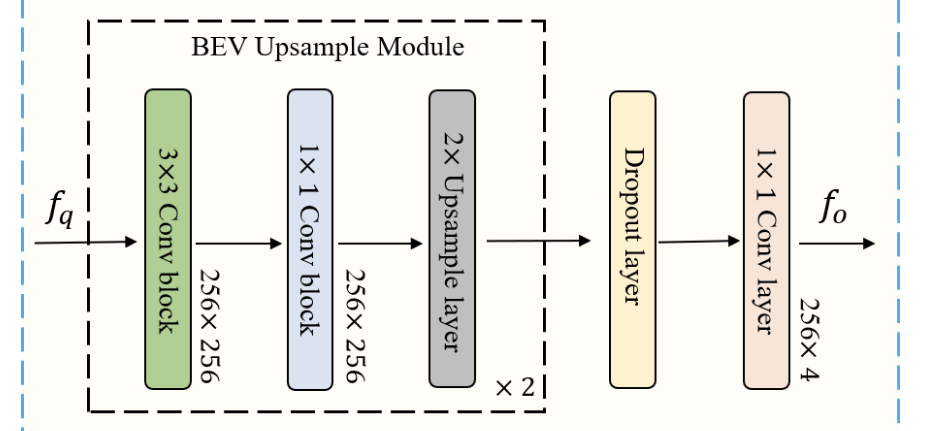 BEV Upsample Module
f_q
3×3 Conv block
256× 256
1× 1 Conv block
256× 256
2× Upsample layer
× 2
Dropout layer
1× 1 Conv layer
f_o
256× 4